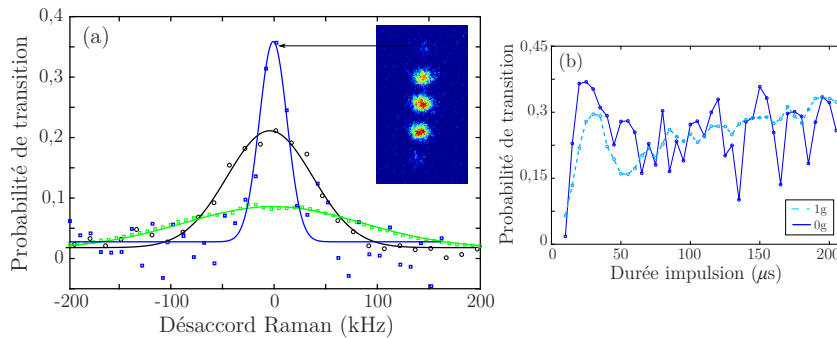 (a)
Probabilité de transition
0,4
0,3
0,2
0,1
0
-200
-100
0
100
200
Désaccord Raman (kHz)
(b)
Probabilité de transition
0,45
0,3
0,15
0
0
50
100
150
200
Durée impulsion (μs)
1g
0g